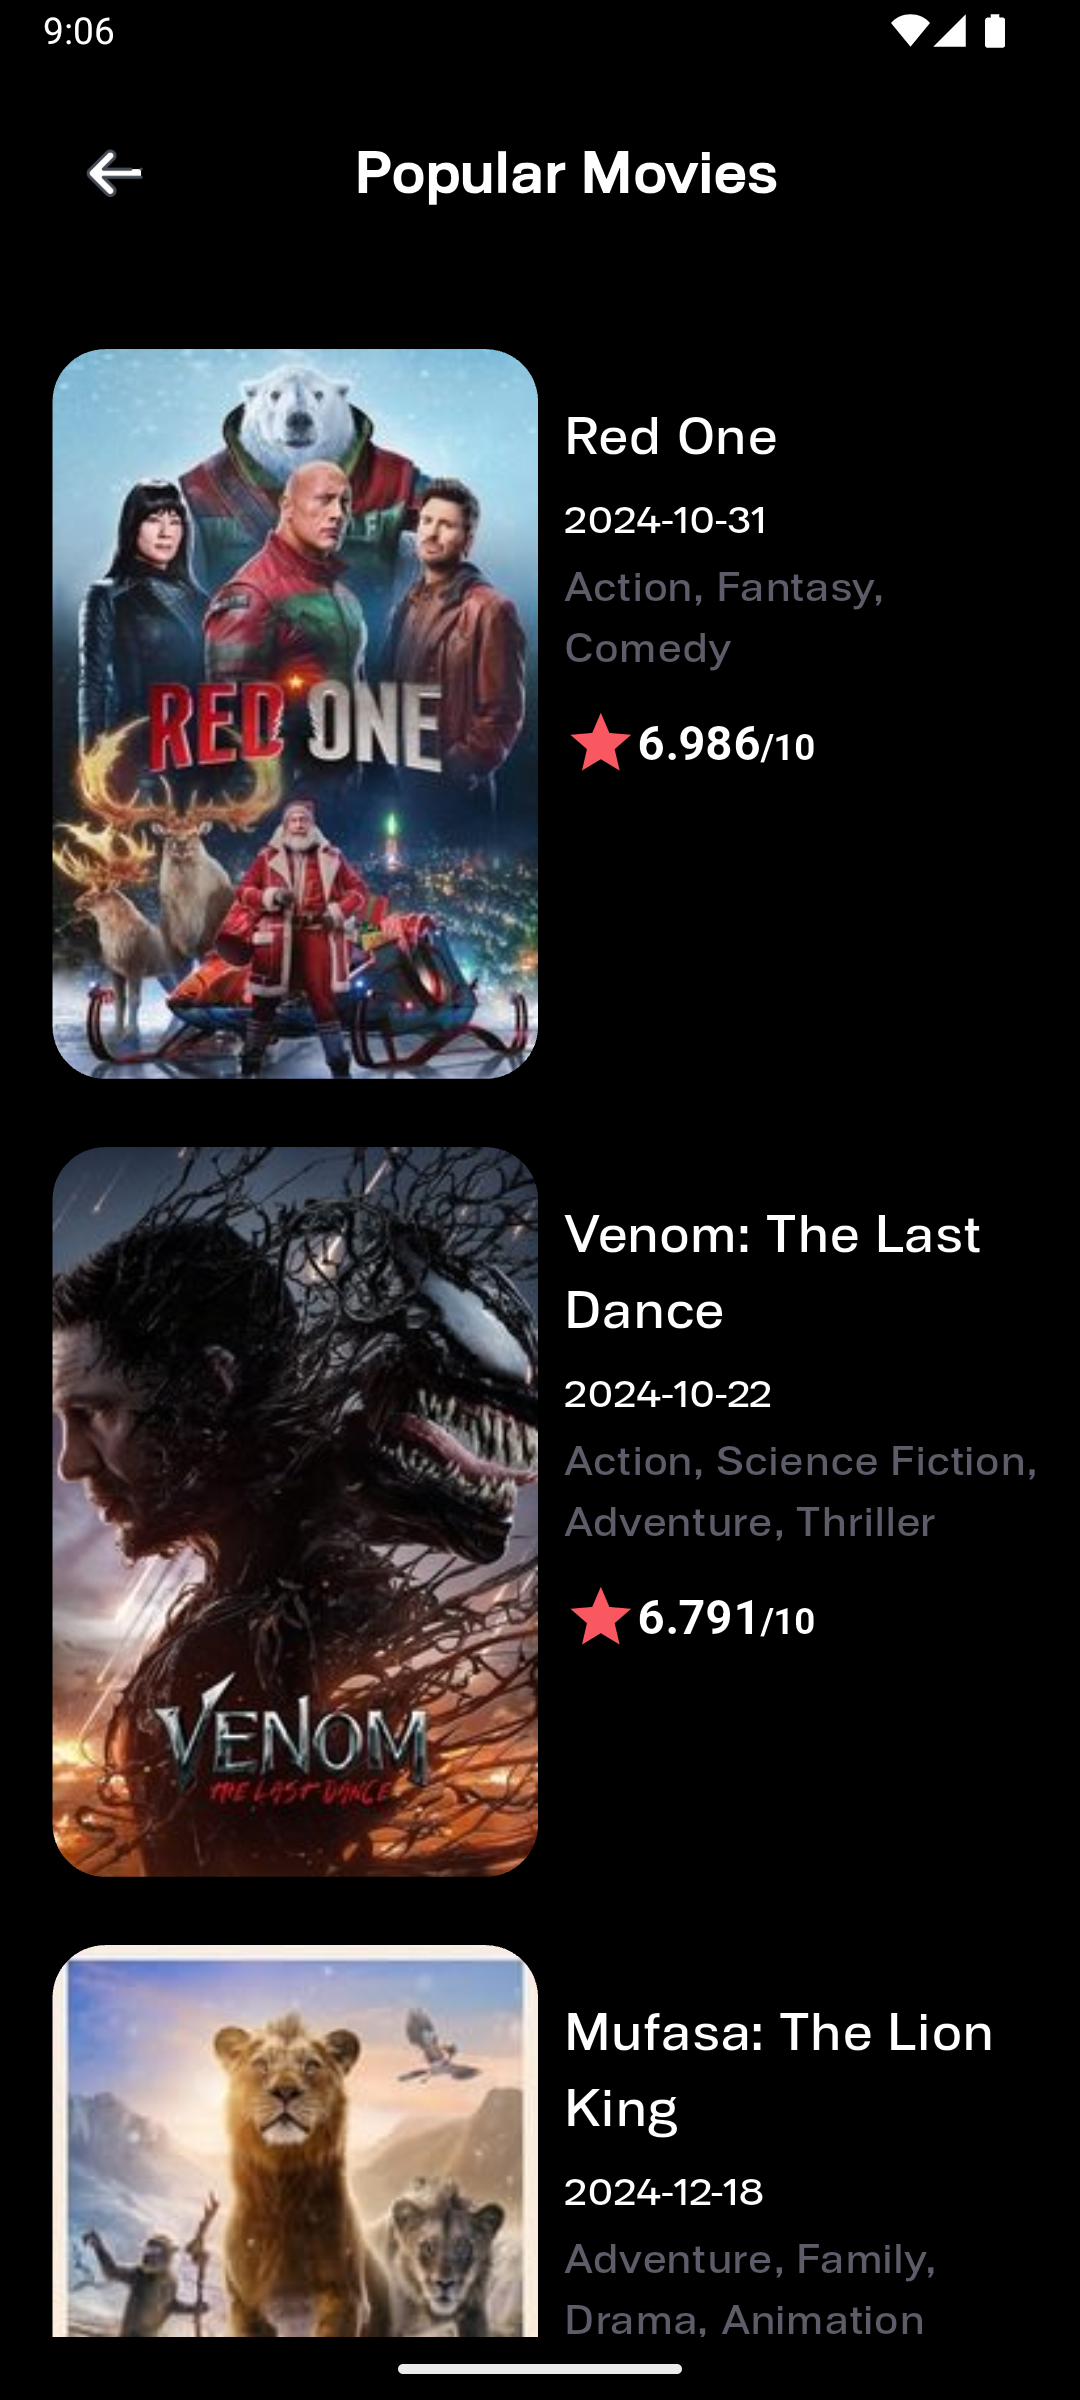 9:06
Popular Movies
RED ONE
Red One
2024-10-31
Action, Fantasy,
Comedy
6.986/10
VENOM
THE LAST DANCE
Venom: The Last
Dance
2024-10-22
Action, Science Fiction,
Adventure, Thriller
6.791/10
Mufasa: The Lion
King
2024-12-18
Adventure, Family,
Drama, Animation